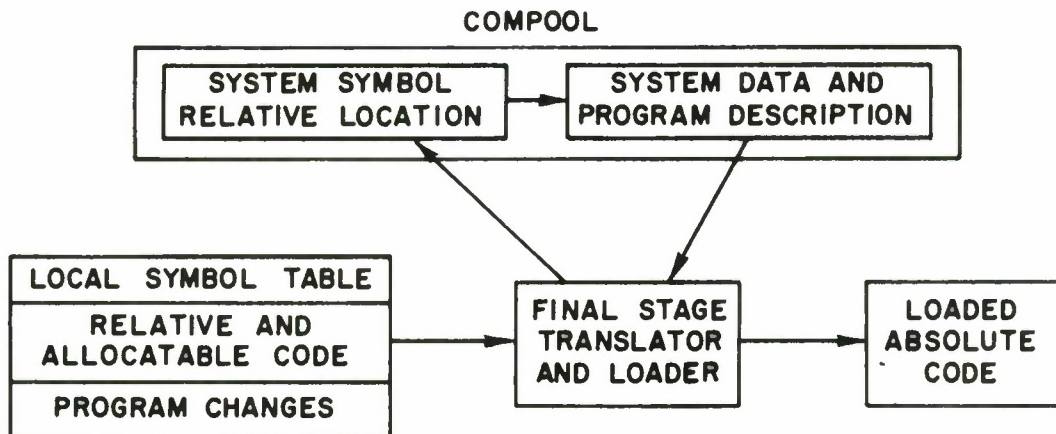 COMPOOL
SYSTEM SYMBOL
RELATIVE LOCATION
SYSTEM DATA AND
PROGRAM DESCRIPTION
LOCAL SYMBOL TABLE
RELATIVE AND
ALLOCATABLE CODE
PROGRAM CHANGES
FINAL STAGE
TRANSLATOR
AND LOADER
LOADED
ABSOLUTE
CODE